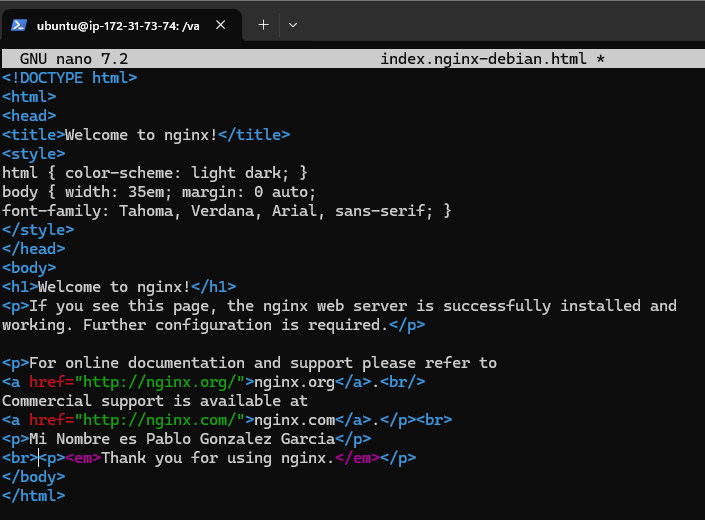 ubuntu@ip-172-31-73-74: /va
GNU nano 7.2 index.nginx-debian.html *
<!DOCTYPE html>
<html>
<head>
<title>Welcome to nginx!</title>
<style>
html { color-scheme: light dark; }
body { width: 35em; margin: 0 auto;
font-family: Tahoma, Verdana, Arial, sans-serif; }
</style>
</head>
<body>
<h1>Welcome to nginx!</h1>
<p>If you see this page, the nginx web server is successfully installed and
working. Further configuration is required.</p>

<p>For online documentation and support please refer to
<a href="http://nginx.org/">nginx.org</a>.<br/>
Commercial support is available at
<a href="http://nginx.com/">nginx.com</a>.</p><br>
<p>Mi Nombre es Pablo Gonzalez Garcia</p>
<br><p><em>Thank you for using nginx.</em></p>
</body>
</html>